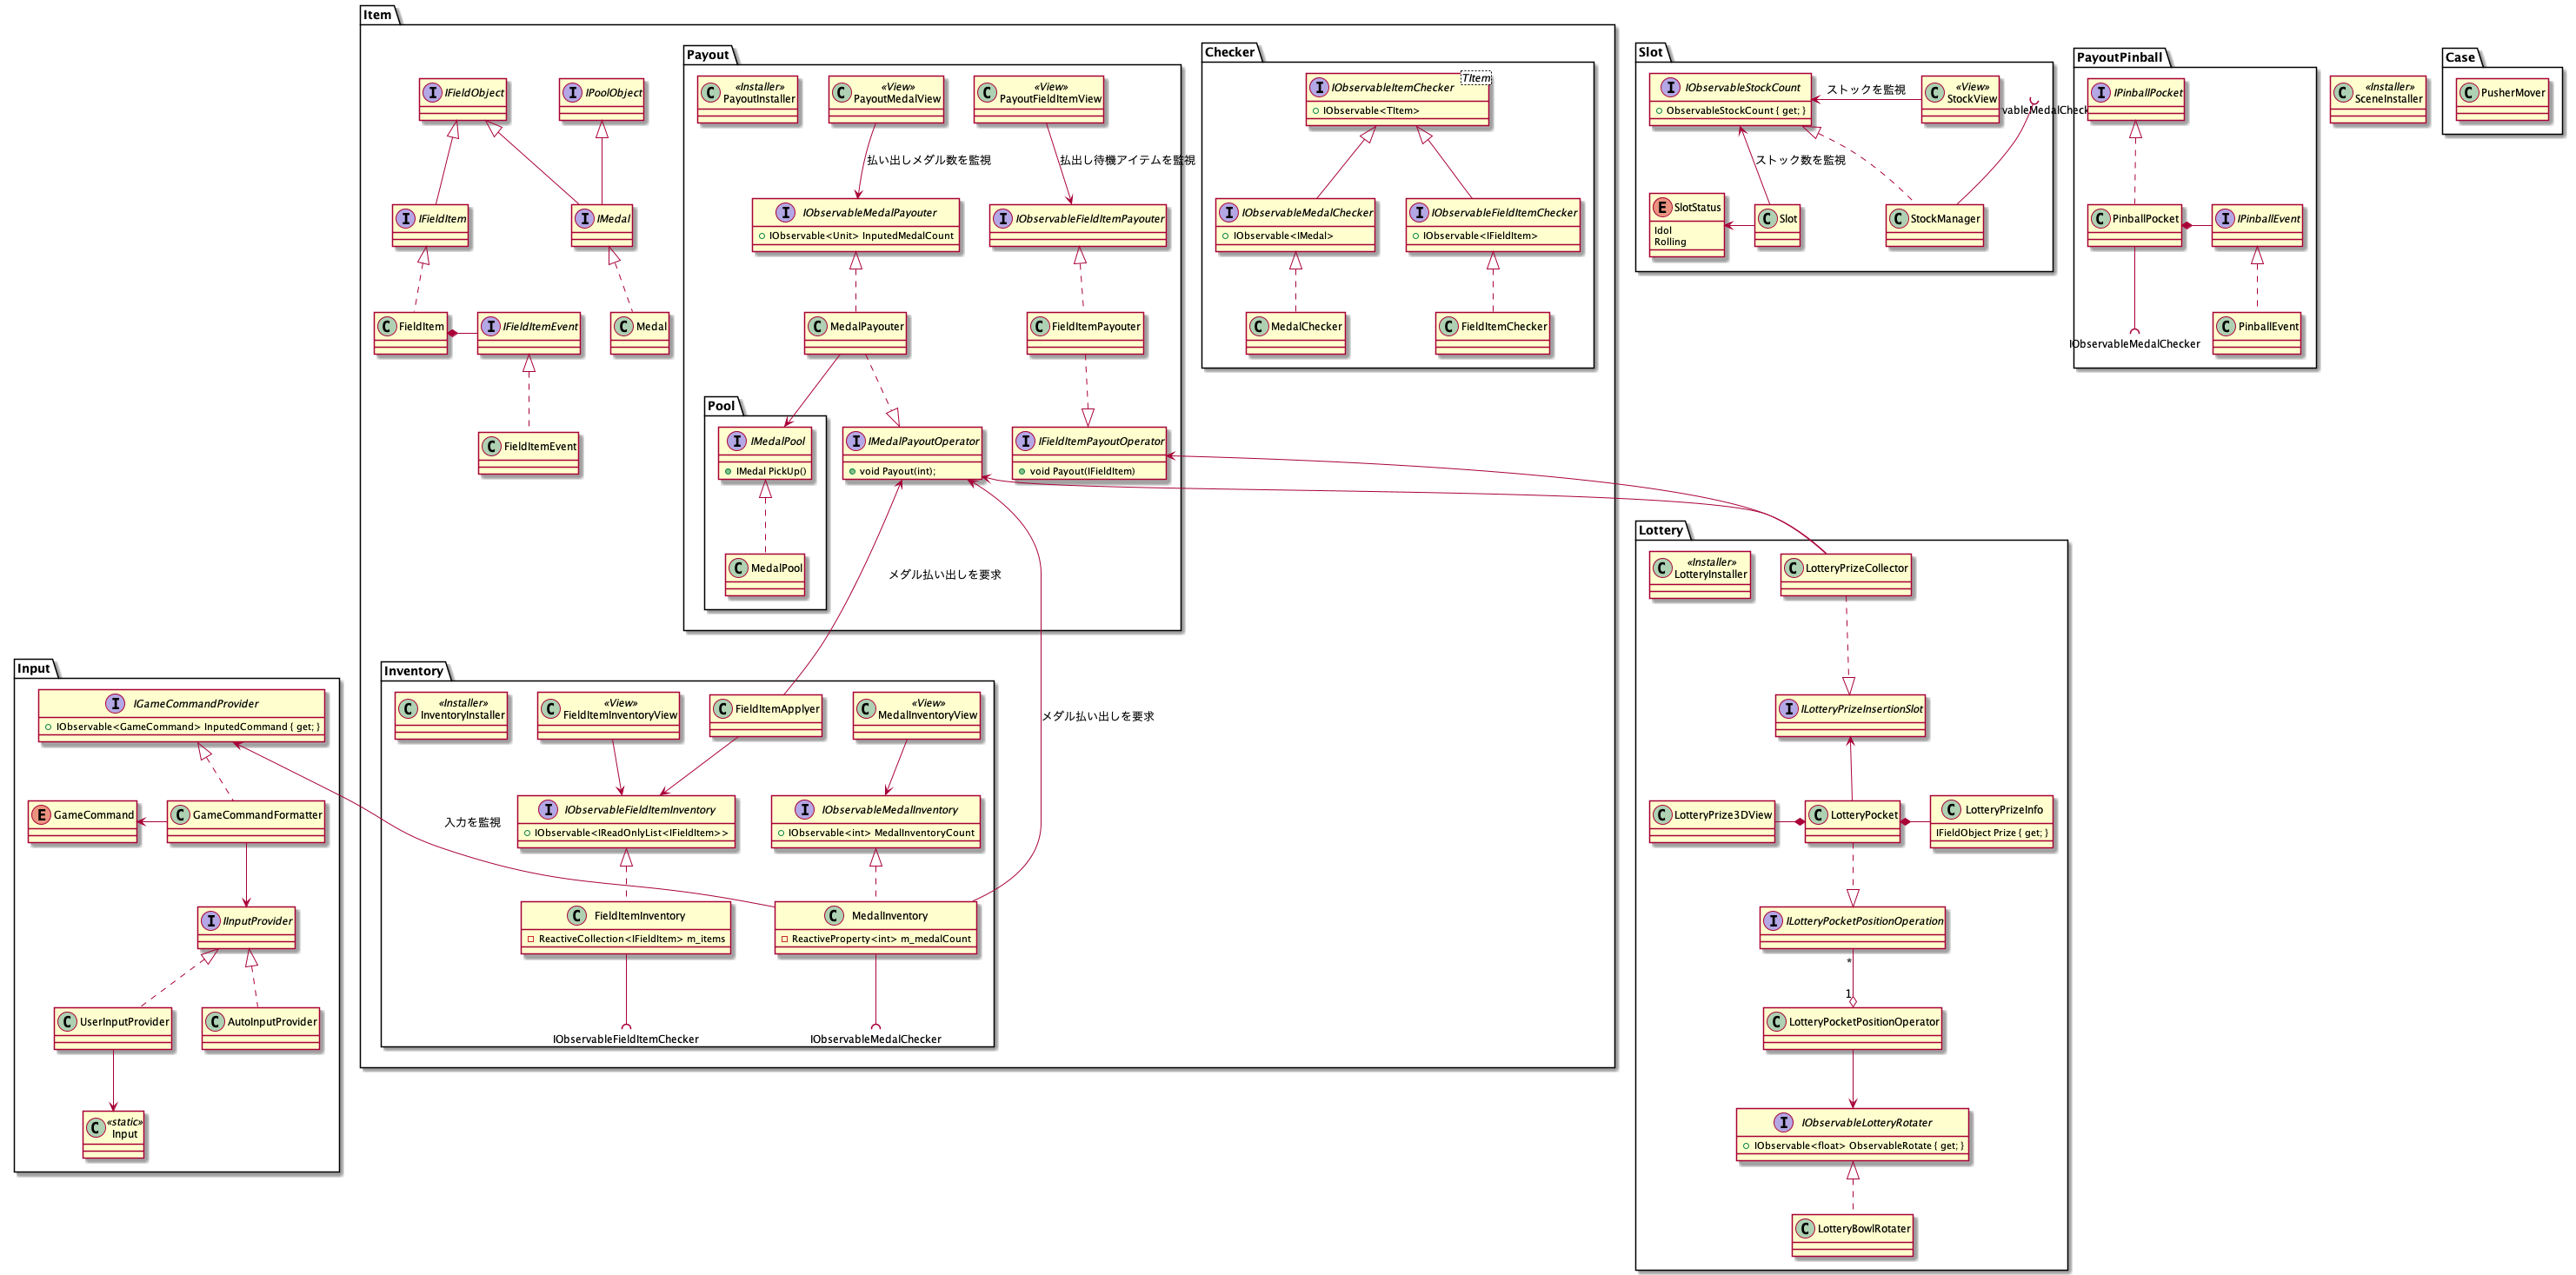 Item
IFieldObject
IPoolObject
IFieldItem
IMedal
FieldItem
IFieldItemEvent
Medal
FieldItemEvent
Payout
«Installer»
PayoutInstaller
«View»
PayoutMedalView
«View»
PayoutFieldItemView
払い出しメダル数を監視
払出し待機アイテムを監視
IObservableMedalPayouter
IObservable<Unit> InputedMedalCount
IObservableFieldItemPayouter
MedalPayouter
FieldItemPayouter
Pool
IMedalPool
IMedal PickUp()
MedalPool
IMedalPayoutOperator
void Payout(int);
IFieldItemPayoutOperator
void Payout(IFieldItem)
Checker
TItem
IObservableItemChecker
IObservable<TItem>
IObservableMedalChecker
IObservable<IMedal>
IObservableFieldItemChecker
IObservable<IFieldItem>
MedalChecker
FieldItemChecker
メダル払い出しを要求
メダル払い出しを要求
Inventory
«Installer»
InventoryInstaller
«View»
FieldItemInventoryView
FieldItemApplyer
«View»
MedalInventoryView
IObservableFieldItemInventory
IObservable<IReadOnlyList<IFieldItem>>
IObservableMedalInventory
IObservable<int> MedalInventoryCount
FieldItemInventory
ReactiveCollection<IFieldItem> m_items
MedalInventory
ReactiveProperty<int> m_medalCount
IObservableFieldItemChecker
IObservableMedalChecker
Input
IGameCommandProvider
IObservable<GameCommand> InputedCommand { get; }
入力を監視
GameCommand
GameCommandFormatter
IInputProvider
UserInputProvider
AutoInputProvider
«static»
Input
Slot
IObservableStockCount
ObservableStockCount { get; }
ストックを監視
«View»
StockView
vableMedalCheck
ストック数を監視
SlotStatus
Idol
Rolling
Slot
StockManager
PayoutPinball
IPinballPocket
PinballPocket
IPinballEvent
PinballEvent
IObservableMedalChecker
«Installer»
SceneInstaller
Case
PusherMover
Lottery
«Installer»
LotteryInstaller
LotteryPrizeCollector
ILotteryPrizeInsertionSlot
LotteryPrize3DView
LotteryPocket
LotteryPrizeInfo
IFieldObject Prize { get; }
ILotteryPocketPositionOperation
*
1
LotteryPocketPositionOperator
IObservableLotteryRotater
IObservable<float> ObservableRotate { get; }
LotteryBowlRotater